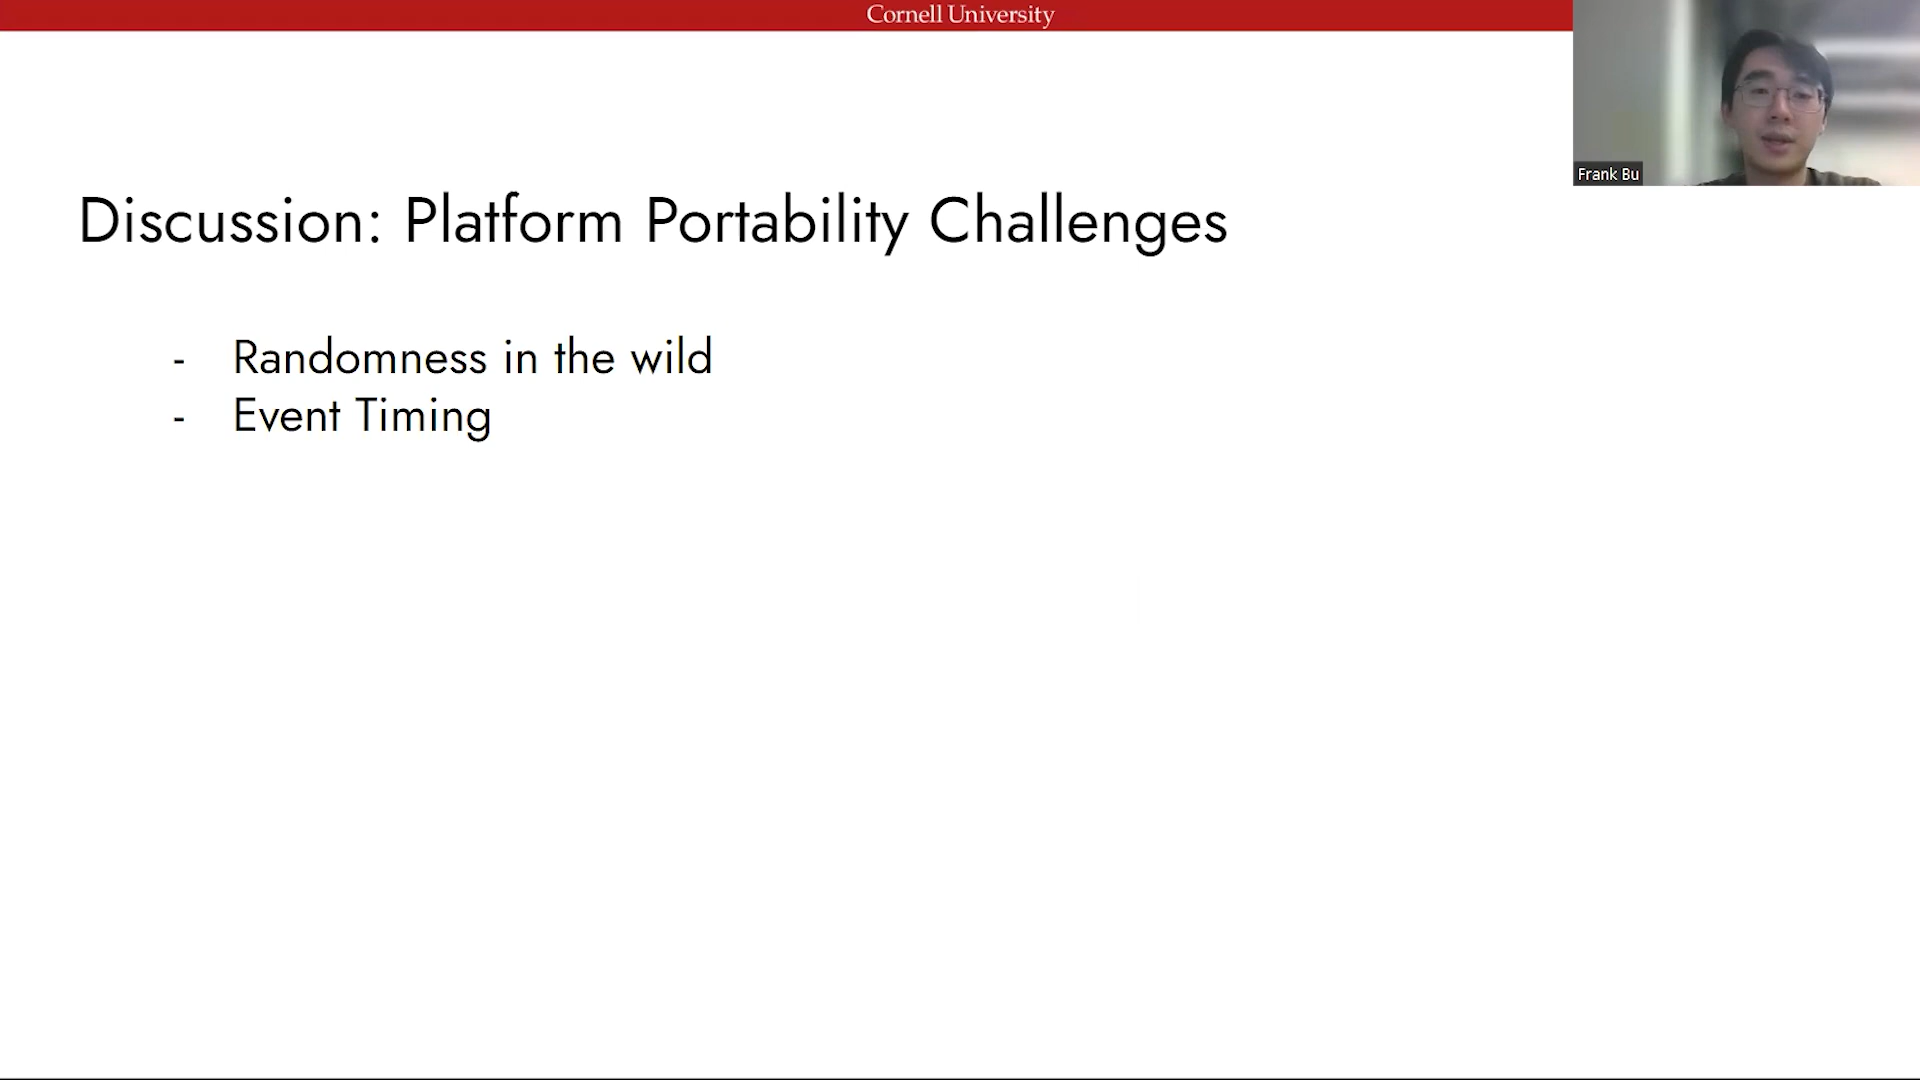 Cornell University
Frank Bu
Discussion: Platform Portability Challenges
- Randomness in the wild
- Event Timing